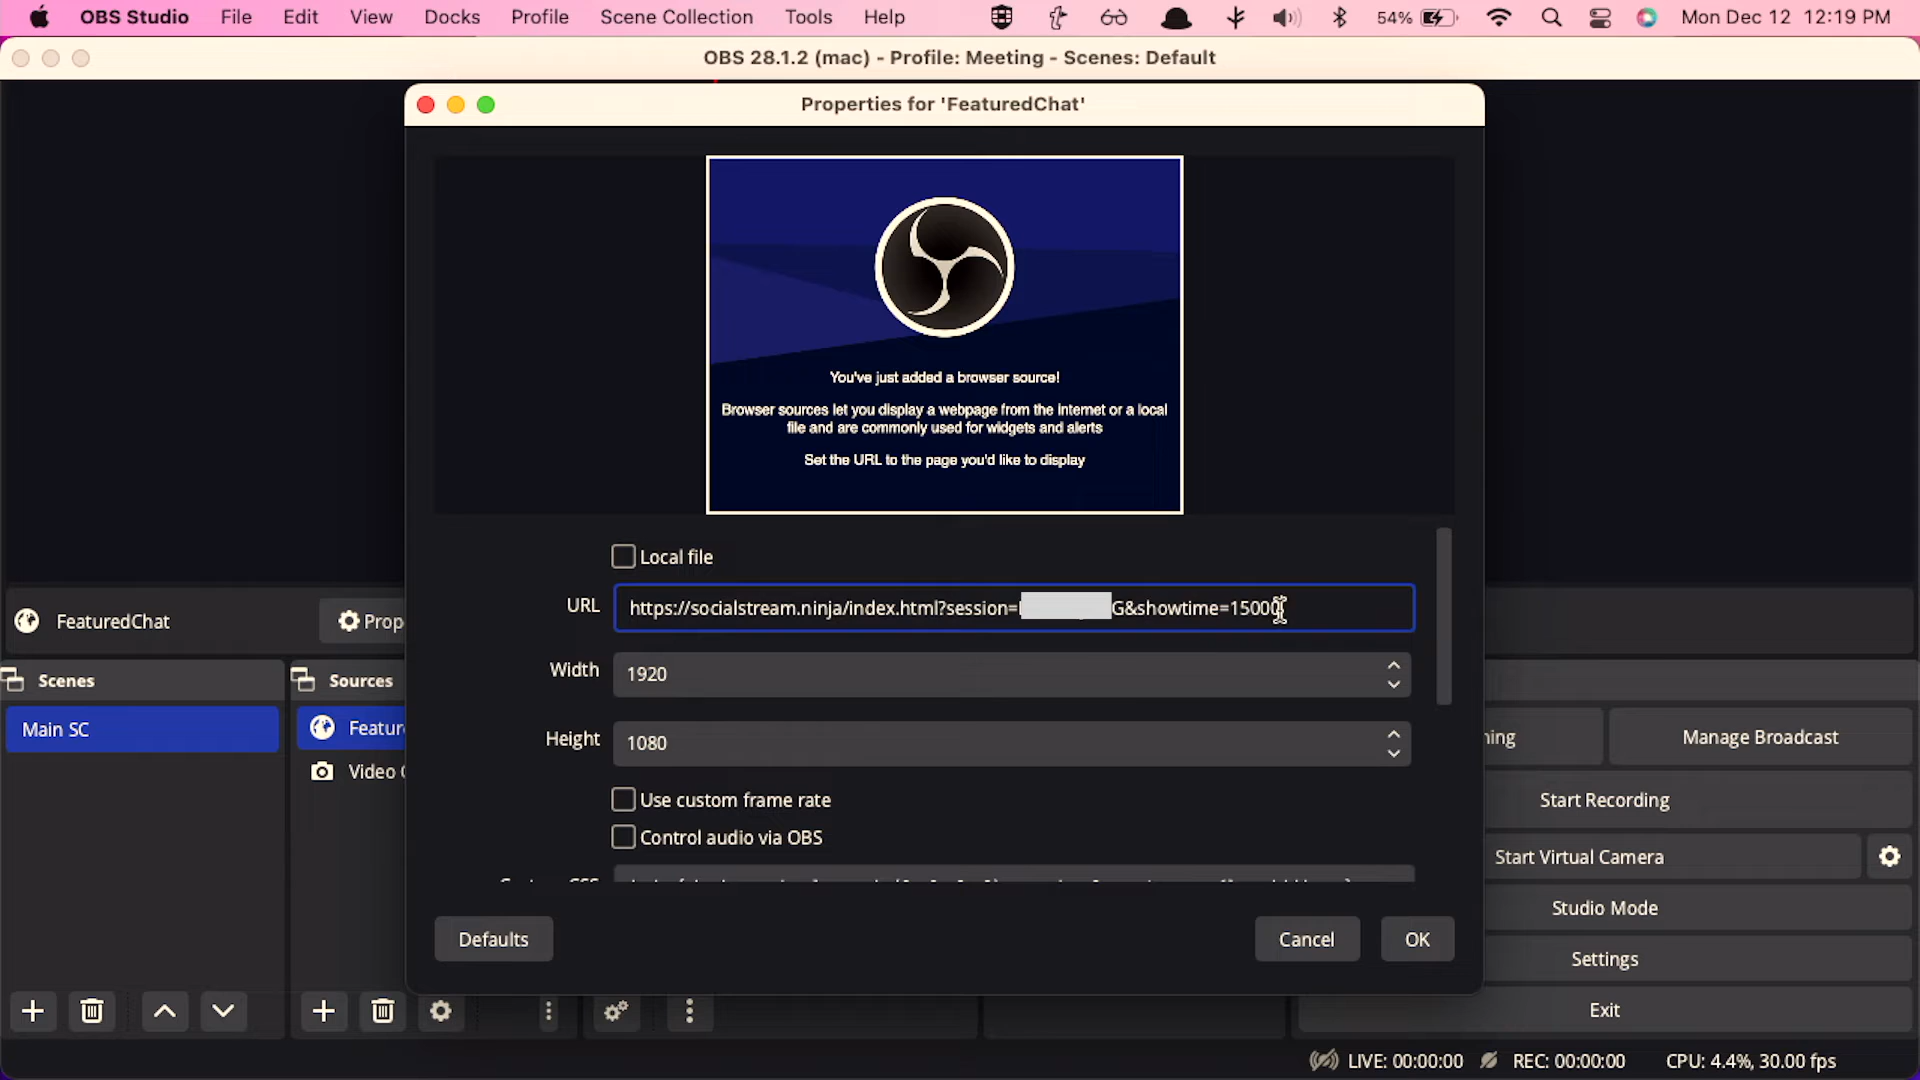 OBS Studio File Edit View Docks Profile Scene Collection Tools Help 54% Mon Dec 12 12:19 PM
OBS 28.1.2 (mac) - Profile: Meeting - Scenes: Default
Properties for 'FeaturedChat'
You've just added a browser source!
Browser sources let you display a webpage from the internet or a local
file and are commonly used for widgets and alerts
Set the URL to the page you'd like to display
Local file
URL https://socialstream.ninja/index.html?session= G&showtime=15000
FeaturedChat Prop
Width 1920
Scenes Sources
Main SC Featur
Height 1080
ning Manage Broadcast
Video
Use custom frame rate
Start Recording
Control audio via OBS
Start Virtual Camera
Studio Mode
Defaults Cancel OK
Settings
Exit
LIVE: 00:00:00 REC: 00:00:00 CPU: 4.4%, 30.00 fps